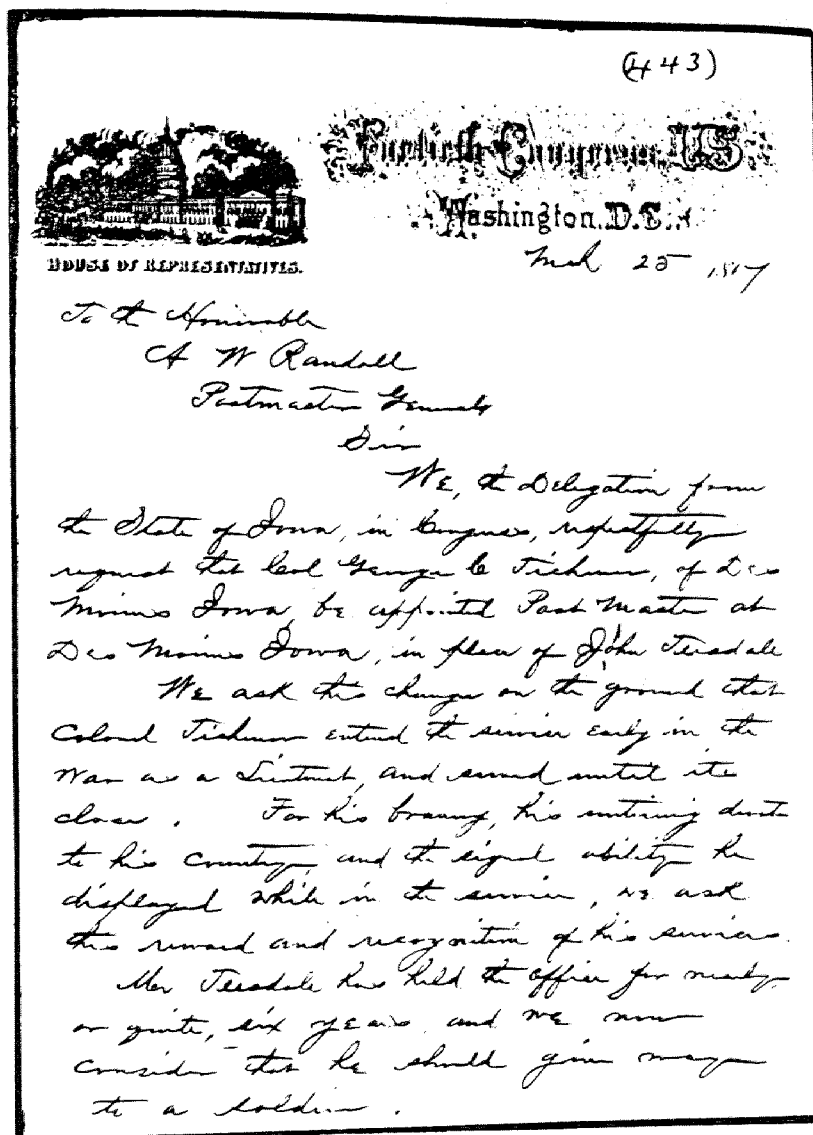 (443)
Fortieth Congress, U.S.
Washington, D.C.
HOUSE OF REPRESENTATIVES.
Mch 25 1867
To the Honorable
A W Randall
Postmaster General
Sir
We, the Delegation from
the State of Iowa, in Congress, respectfully
request that Col George C Tichenor, of Des
Moines Iowa, be appointed Post Master at
Des Moines Iowa, in place of John Teesdale
We ask this change on the ground that
Colonel Tichenor entered the service early in the
War as a Lieutenant, and served until its
close. For his bravery, his untiring devotion
to his country, and the signal ability he
displayed while in the service, we ask
this reward and recognition of his services.
Mr Teesdale has held the office for nearly,
or quite, six years, and we now
consider that he should give way
to a soldier.